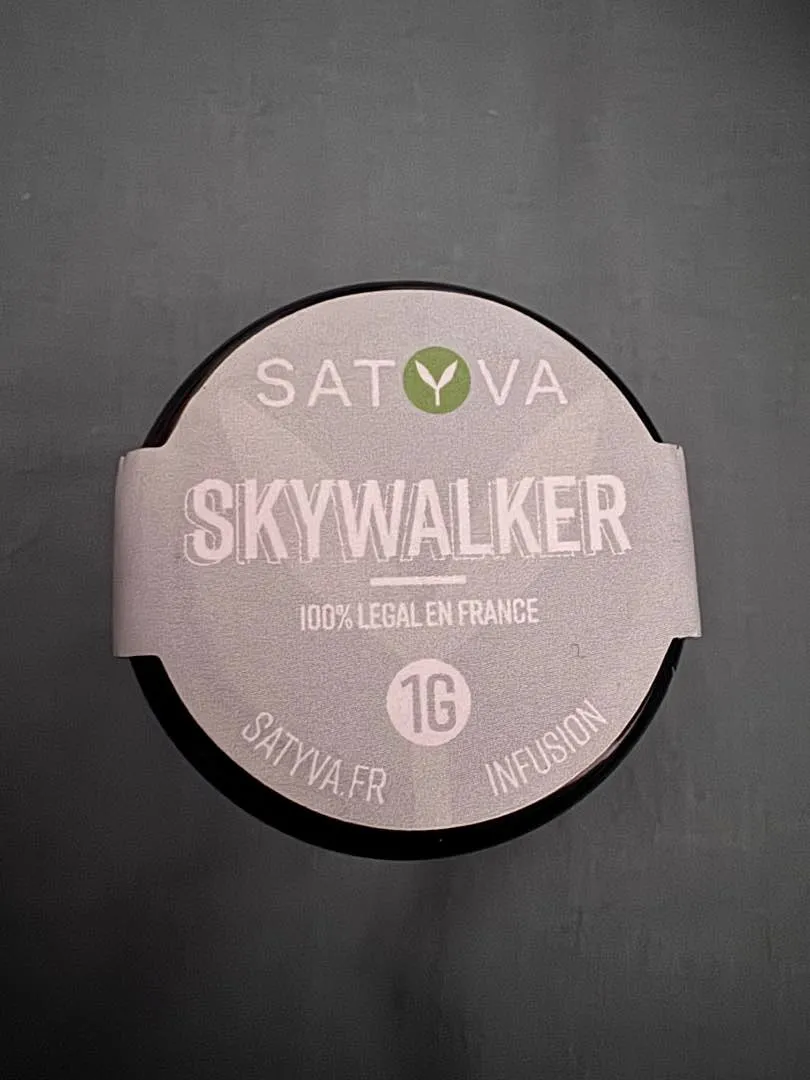 SATYVA
SKYWALKER
100% LEGAL EN FRANCE
1G
SATYVA.FR
INFUSION